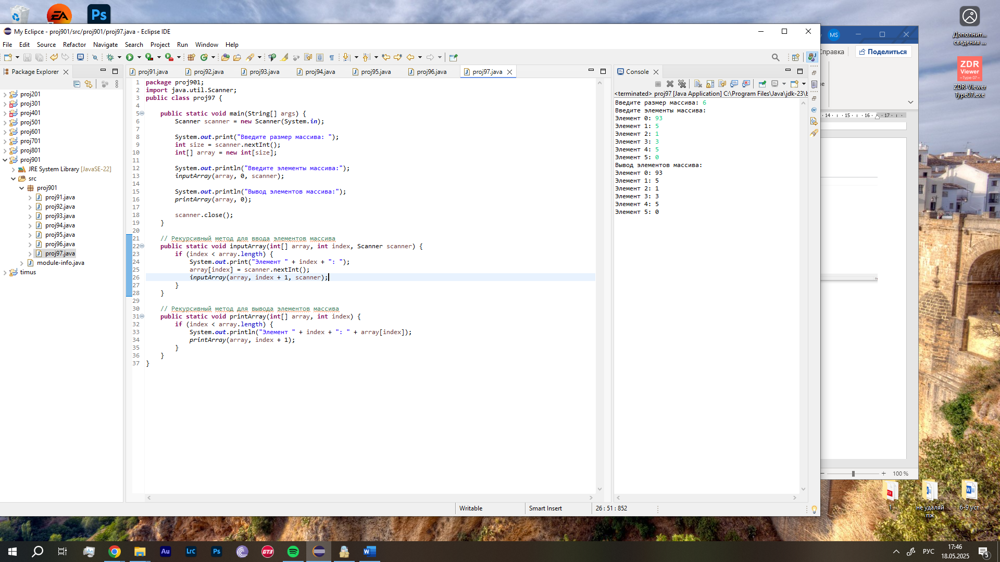 My Eclipce - proj901/src/proj901/proj97.java - Eclipse IDE
File Edit Source Refactor Navigate Search Project Run Window Help
Package Explorer
proj201
proj301
proj401
proj501
proj601
proj701
proj801
proj901
JRE System Library [JavaSE-22]
src
proj901
proj91.java
proj92.java
proj93.java
proj94.java
proj95.java
proj96.java
proj97.java
module-info.java
timus
proj91.java proj92.java proj93.java proj94.java proj95.java proj96.java proj97.java
1 package proj901;
2 import java.util.Scanner;
3 public class proj97 {
4
5 public static void main(String[] args) {
6 Scanner scanner = new Scanner(System.in);
7
8 System.out.print("Введите размер массива: ");
9 int size = scanner.nextInt();
10 int[] array = new int[size];
11
12 System.out.println("Введите элементы массива:");
13 inputArray(array, 0, scanner);
14
15 System.out.println("Вывод элементов массива:");
16 printArray(array, 0);
17
18 scanner.close();
19 }
20
21 // Рекурсивный метод для ввода элементов массива
22 public static void inputArray(int[] array, int index, Scanner scanner) {
23 if (index < array.length) {
24 System.out.print("Элемент " + index + ": ");
25 array[index] = scanner.nextInt();
26 inputArray(array, index + 1, scanner);
27 }
28 }
29
30 // Рекурсивный метод для вывода элементов массива
31 public static void printArray(int[] array, int index) {
32 if (index < array.length) {
33 System.out.println("Элемент " + index + ": " + array[index]);
34 printArray(array, index + 1);
35 }
36 }
37 }
Console
<terminated> proj97 [Java Application] C:\Program Files\Java\jdk-23\b
Введите размер массива: 6
Введите элементы массива:
Элемент 0: 93
Элемент 1: 5
Элемент 2: 1
Элемент 3: 3
Элемент 4: 5
Элемент 5: 0
Вывод элементов массива:
Элемент 0: 93
Элемент 1: 5
Элемент 2: 1
Элемент 3: 3
Элемент 4: 5
Элемент 5: 0
Writable Smart Insert 26 : 51 : 852
MS
Справка Поделиться
14 15 16 17
100 %
EA
Ps
Дополнит...
сведения ...
ZDR
Viewer
~Type 07~
ZDR-Viewer
Type07.exe
PDF
1
не удаляй
пж
6-9 уст
Au Lrc Ps GT3
РУС
17:46
18.05.2025
5